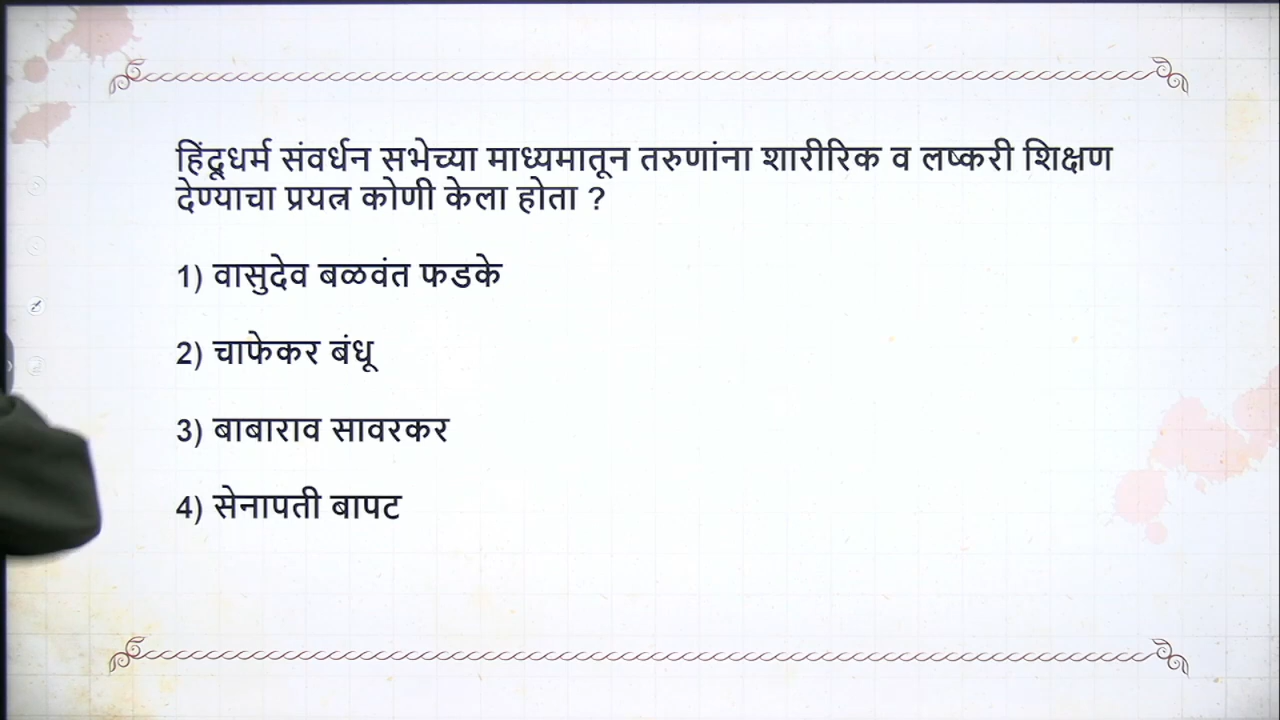 हिंदूधर्म संवर्धन सभेच्या माध्यमातून तरुणांना शारीरिक व लष्करी शिक्षण
देण्याचा प्रयत्न कोणी केला होता ?
1) वासुदेव बळवंत फडके
2) चाफेकर बंधू
3) बाबाराव सावरकर
4) सेनापती बापट